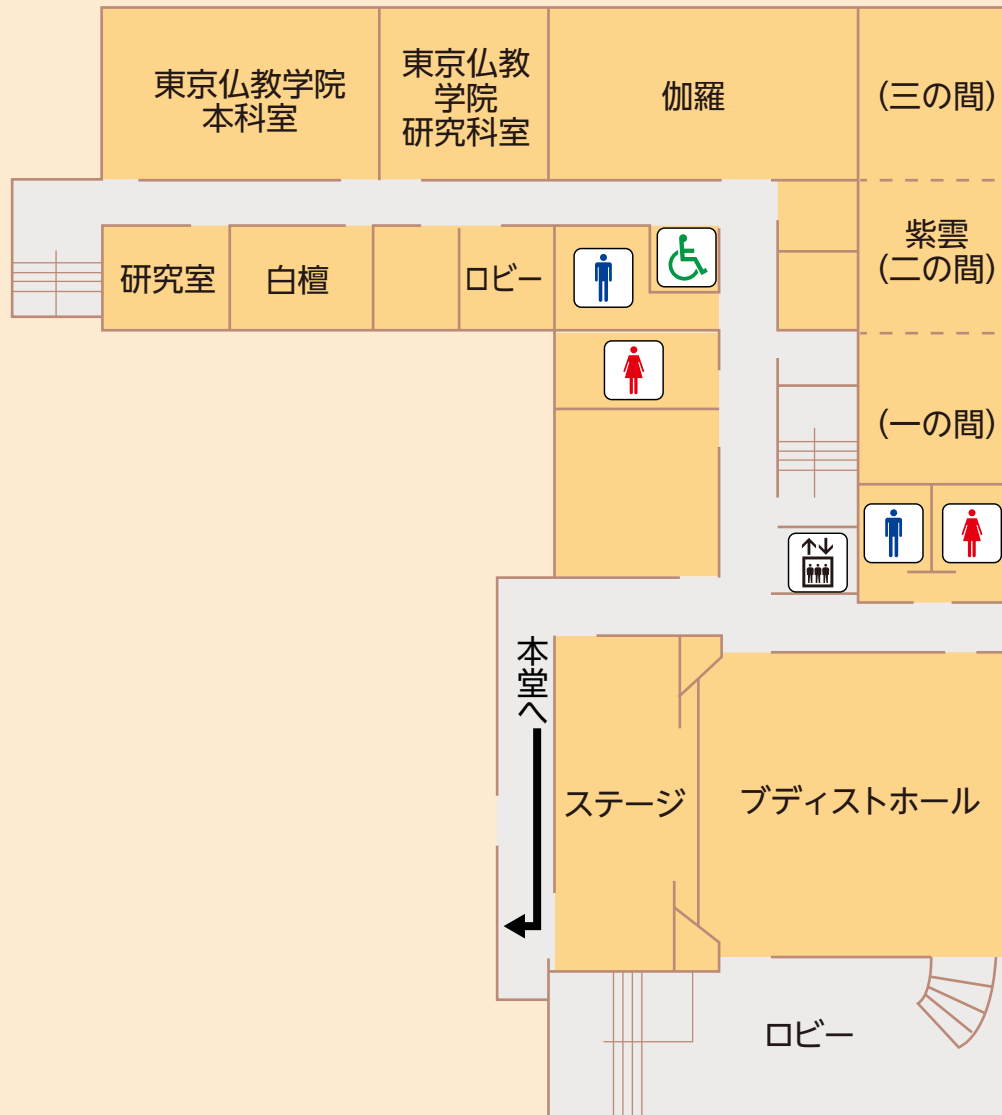 東京仏教学院
本科室
東京仏教
学院
研究科室
伽羅
(三の間)
紫雲
(二の間)
(一の間)
研究室
白檀
ロビー
本堂へ
ステージ
ブディストホール
ロビー